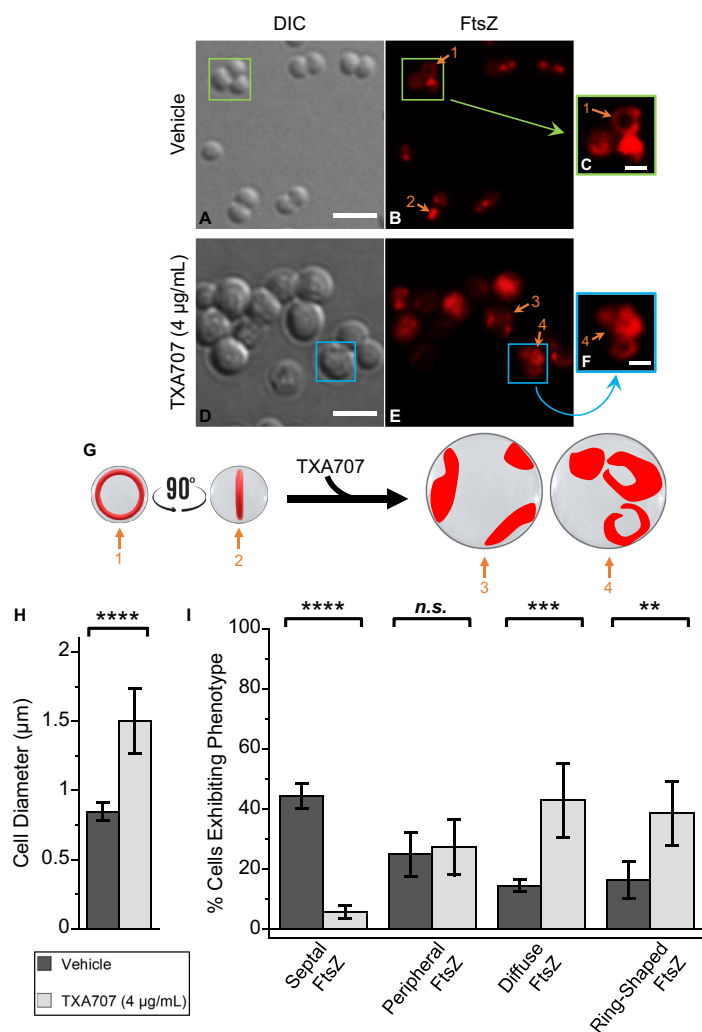 DIC
FtsZ
Vehicle
1
2
A
B
1
C
TXA707 (4 µg/mL)
3
4
D
E
4
F
G
90°
TXA707
1
2
3
4
H
****
Cell Diameter (µm)
2
1.5
1
0.5
0
I
****
n.s.
***
**
% Cells Exhibiting Phenotype
100
80
60
40
20
0
Septal
FtsZ
Peripheral
FtsZ
Diffuse
FtsZ
Ring-Shaped
FtsZ
Vehicle
TXA707 (4 µg/mL)